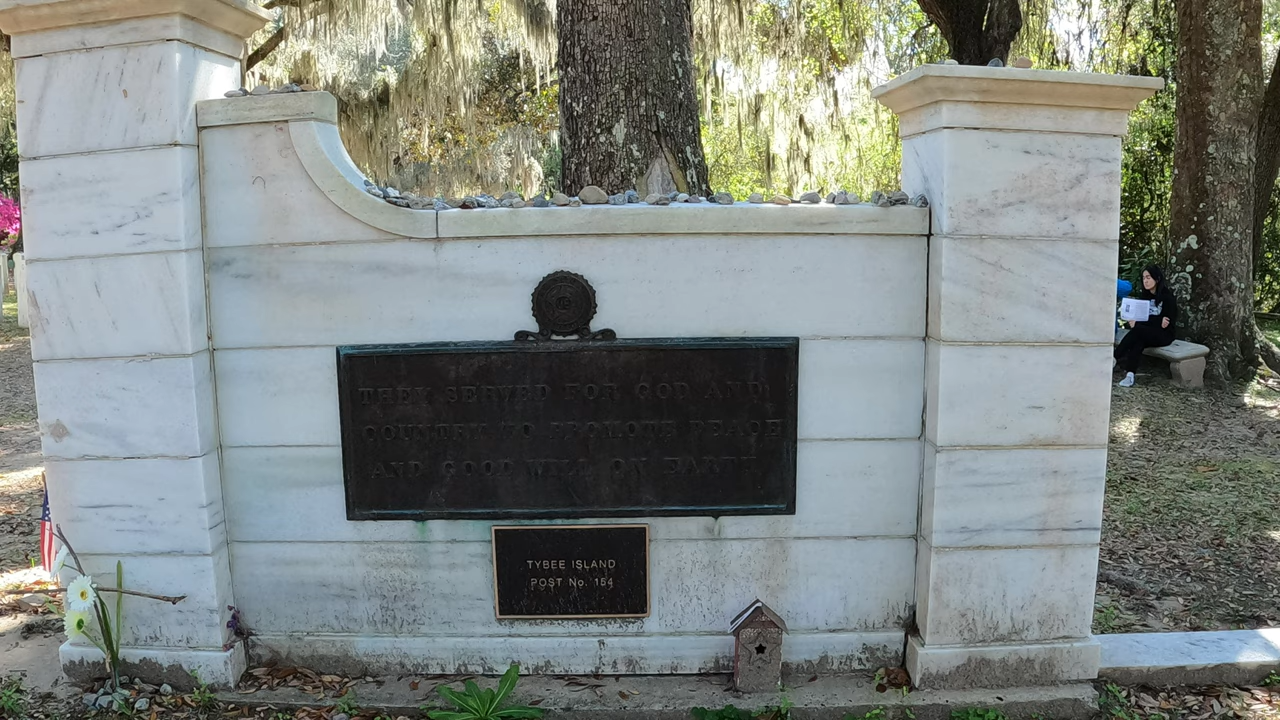 THEY SERVED FOR GOD AND
COUNTRY TO PROMOTE PEACE
AND GOOD WILL ON EARTH
TYBEE ISLAND
POST No. 154